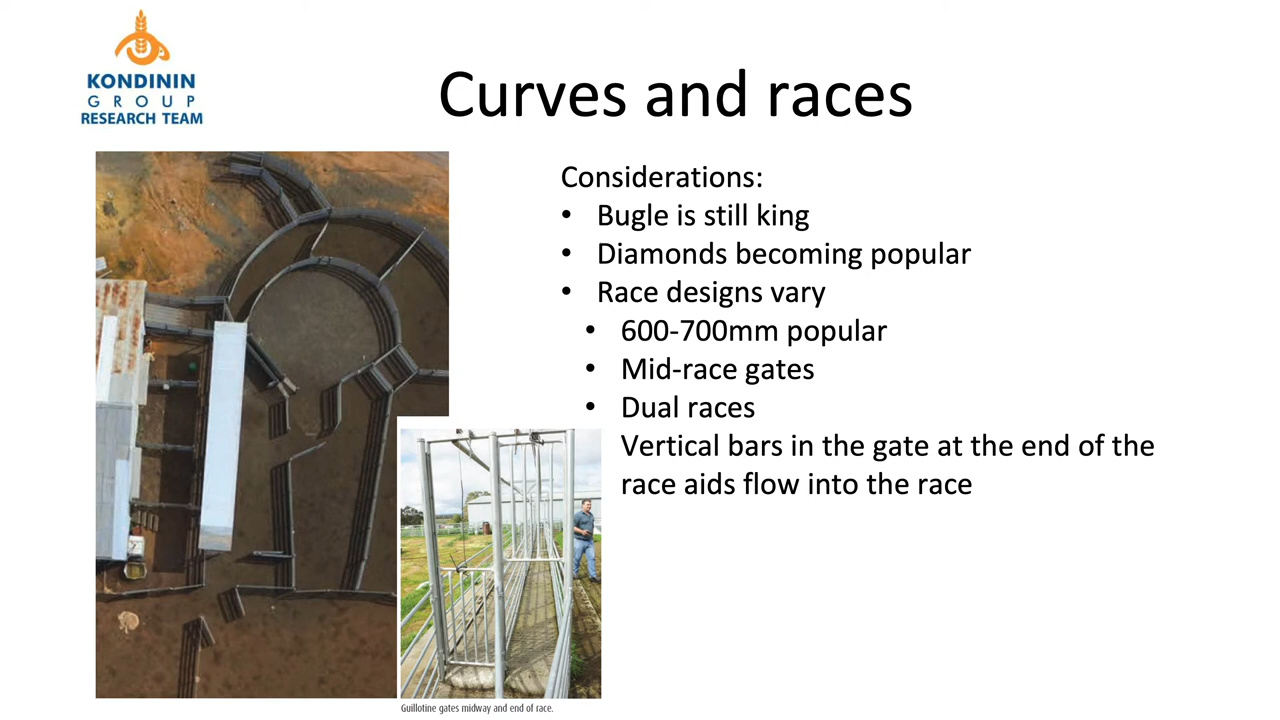 KONDININ
GROUP
RESEARCH TEAM
Curves and races
Considerations:
• Bugle is still king
• Diamonds becoming popular
• Race designs vary
• 600-700mm popular
• Mid-race gates
• Dual races
Vertical bars in the gate at the end of the
race aids flow into the race
Guillotine gates midway and end of race.